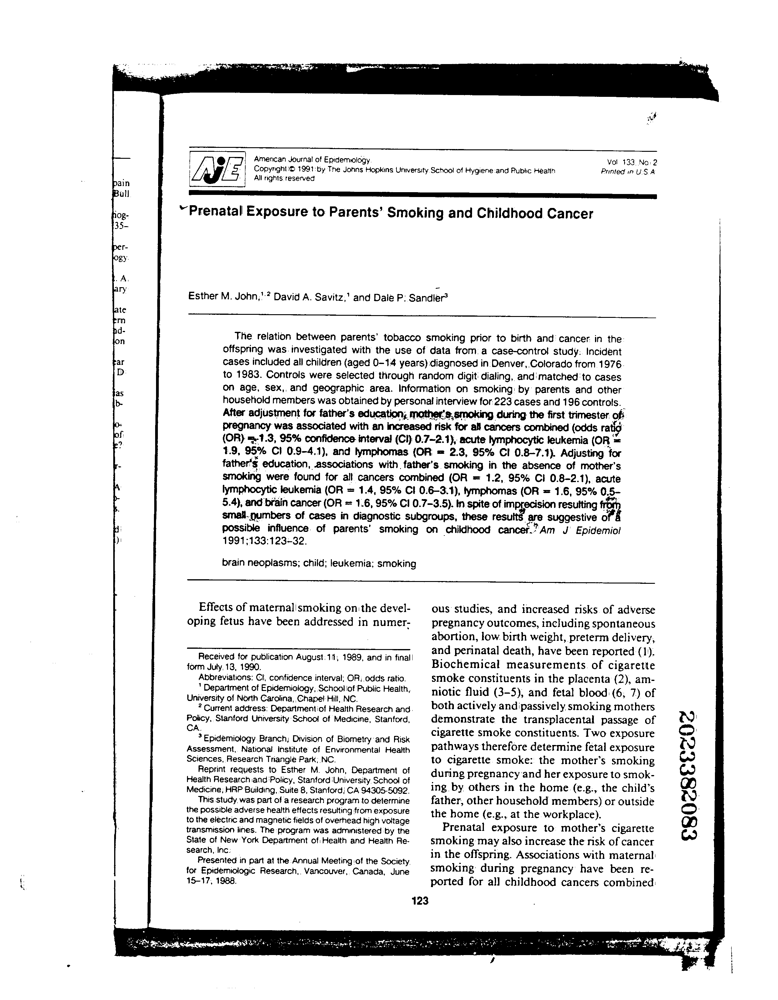 pain
Bull
nog-
35-
per-
ogy.
. A.
ary
ate
ern
ad-
on
ar
D
as
b-
o-
of
e?
r-
A
AJE
American Journal of Epidemiology
Copyright © 1991 by The Johns Hopkins University School of Hygiene and Public Health
All rights reserved
Vol. 133, No. 2
Printed in U.S.A.
Prenatal Exposure to Parents' Smoking and Childhood Cancer
Esther M. John,1,2 David A. Savitz,1 and Dale P. Sandler3
The relation between parents' tobacco smoking prior to birth and cancer in the
offspring was investigated with the use of data from a case-control study. Incident
cases included all children (aged 0–14 years) diagnosed in Denver, Colorado from 1976
to 1983. Controls were selected through random digit dialing, and matched to cases
on age, sex, and geographic area. Information on smoking by parents and other
household members was obtained by personal interview for 223 cases and 196 controls.
After adjustment for father's education, mother's smoking during the first trimester of
pregnancy was associated with an increased risk for all cancers combined (odds ratio
(OR) = 1.3, 95% confidence interval (CI) 0.7–2.1), acute lymphocytic leukemia (OR =
1.9, 95% CI 0.9–4.1), and lymphomas (OR = 2.3, 95% CI 0.8–7.1). Adjusting for
father's education, associations with father's smoking in the absence of mother's
smoking were found for all cancers combined (OR = 1.2, 95% CI 0.8–2.1), acute
lymphocytic leukemia (OR = 1.4, 95% CI 0.6–3.1), lymphomas (OR = 1.6, 95% 0.5–
5.4), and brain cancer (OR = 1.6, 95% CI 0.7–3.5). In spite of imprecision resulting from
small numbers of cases in diagnostic subgroups, these results are suggestive of a
possible influence of parents' smoking on childhood cancer. Am J Epidemiol
1991;133:123–32.
brain neoplasms; child; leukemia; smoking
Effects of maternal smoking on the devel-
oping fetus have been addressed in numer-
Received for publication August 11, 1989, and in final
form July 13, 1990.
Abbreviations: CI, confidence interval; OR, odds ratio.
1 Department of Epidemiology, School of Public Health,
University of North Carolina, Chapel Hill, NC.
2 Current address: Department of Health Research and
Policy, Stanford University School of Medicine, Stanford,
CA.
3 Epidemiology Branch, Division of Biometry and Risk
Assessment, National Institute of Environmental Health
Sciences, Research Triangle Park, NC.
Reprint requests to Esther M. John, Department of
Health Research and Policy, Stanford University School of
Medicine, HRP Building, Suite 8, Stanford, CA 94305-5092.
This study was part of a research program to determine
the possible adverse health effects resulting from exposure
to the electric and magnetic fields of overhead high voltage
transmission lines. The program was administered by the
State of New York Department of Health and Health Re-
search, Inc.
Presented in part at the Annual Meeting of the Society
for Epidemiologic Research, Vancouver, Canada, June
15–17, 1988.
ous studies, and increased risks of adverse
pregnancy outcomes, including spontaneous
abortion, low birth weight, preterm delivery,
and perinatal death, have been reported (1).
Biochemical measurements of cigarette
smoke constituents in the placenta (2), am-
niotic fluid (3–5), and fetal blood (6, 7) of
both actively and passively smoking mothers
demonstrate the transplacental passage of
cigarette smoke constituents. Two exposure
pathways therefore determine fetal exposure
to cigarette smoke: the mother's smoking
during pregnancy and her exposure to smok-
ing by others in the home (e.g., the child's
father, other household members) or outside
the home (e.g., at the workplace).
Prenatal exposure to mother's cigarette
smoking may also increase the risk of cancer
in the offspring. Associations with maternal
smoking during pregnancy have been re-
ported for all childhood cancers combined
123
2023382083